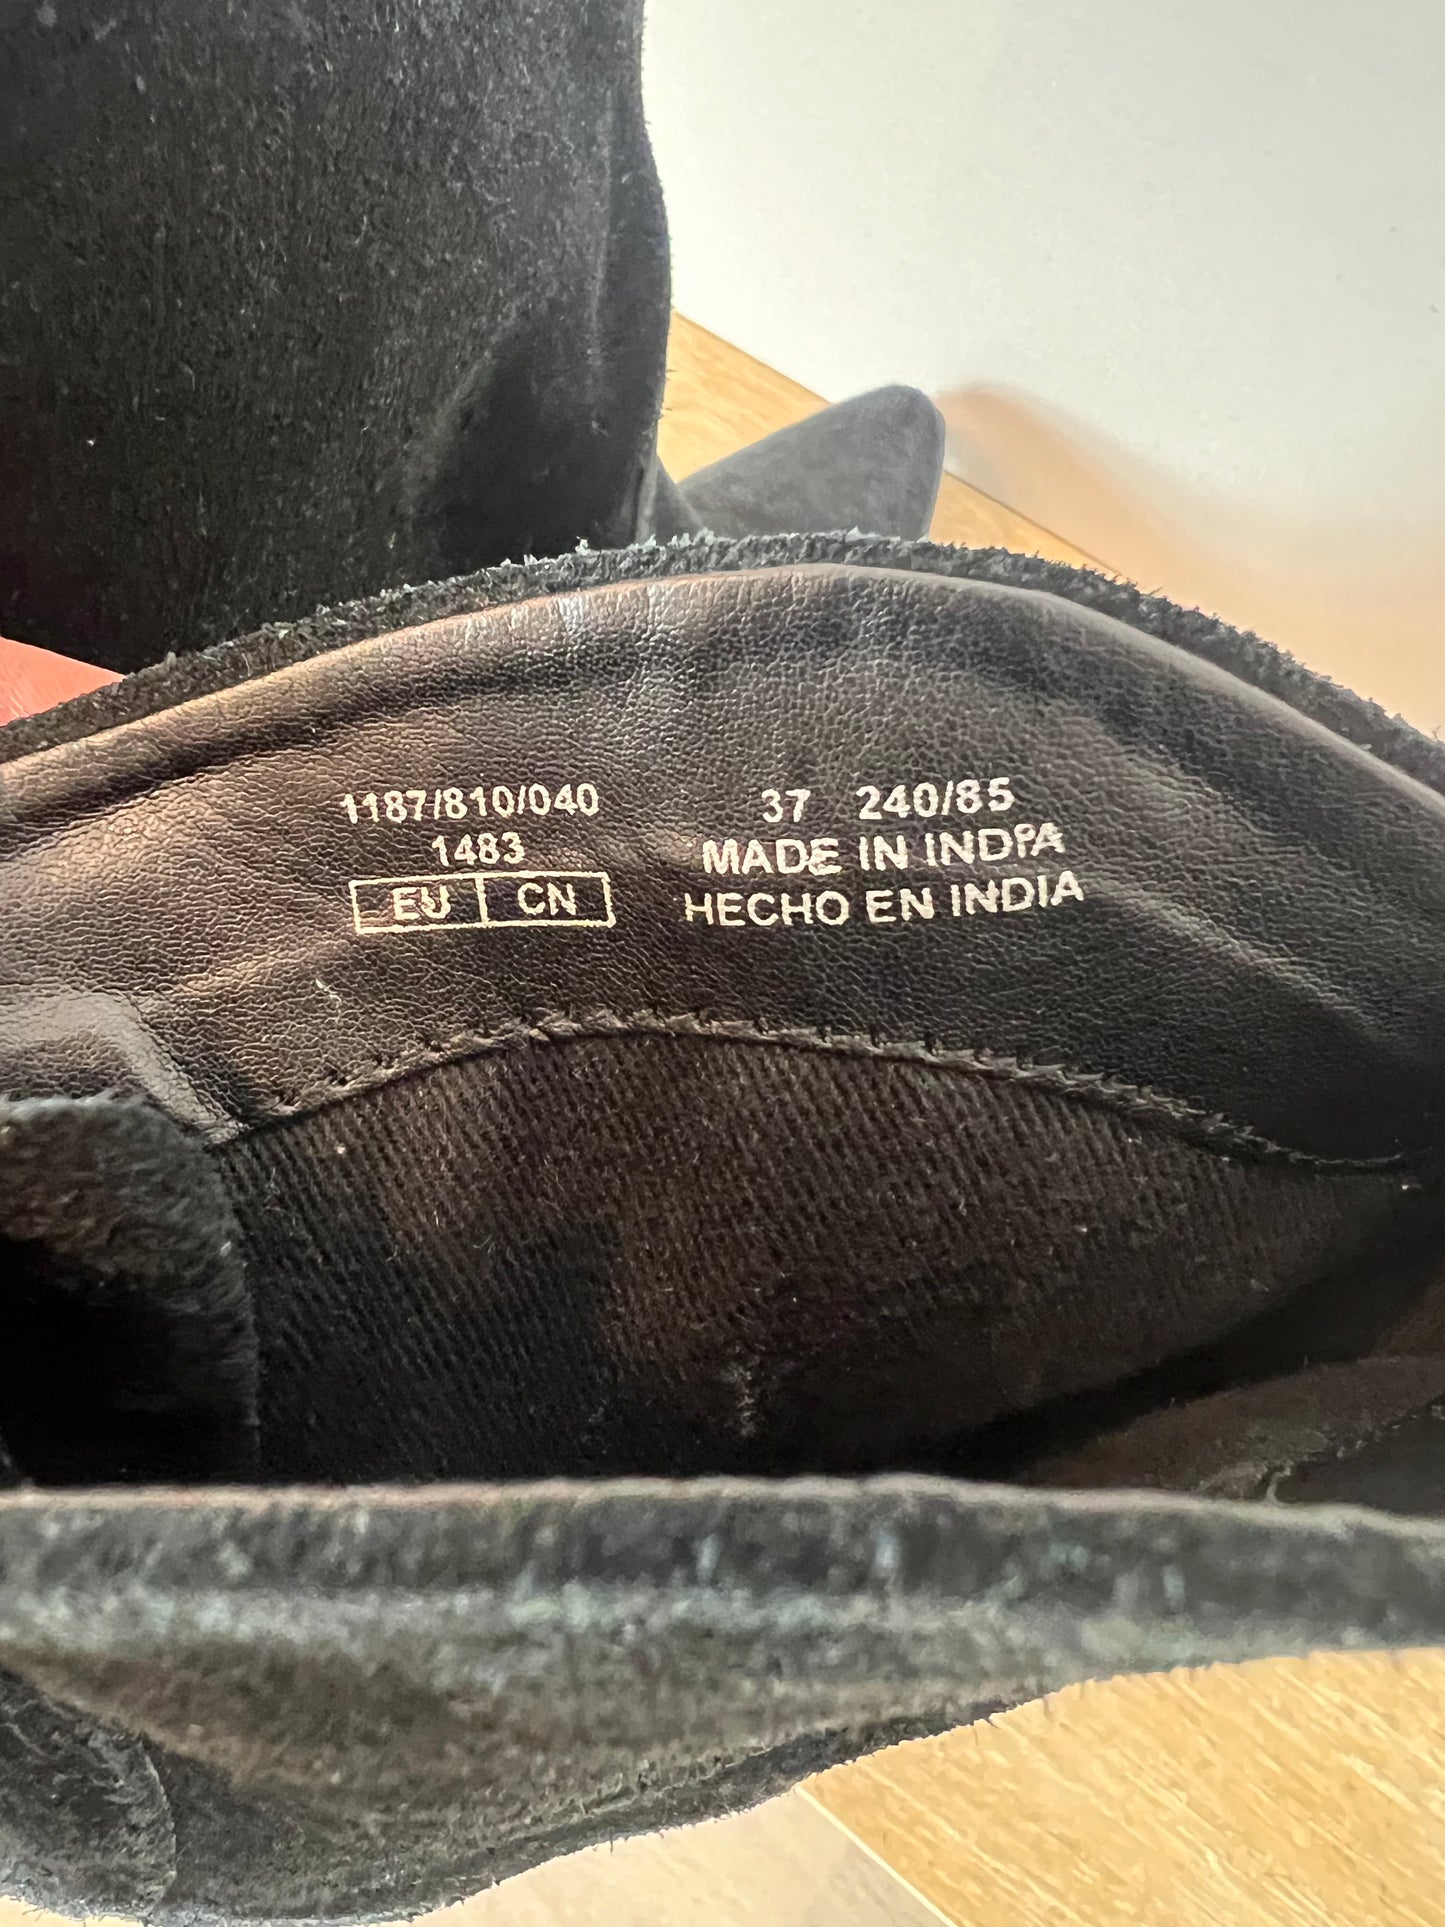 1187/810/040
1483
EU CN
37 240/85
MADE IN INDPA
HECHO EN INDIA